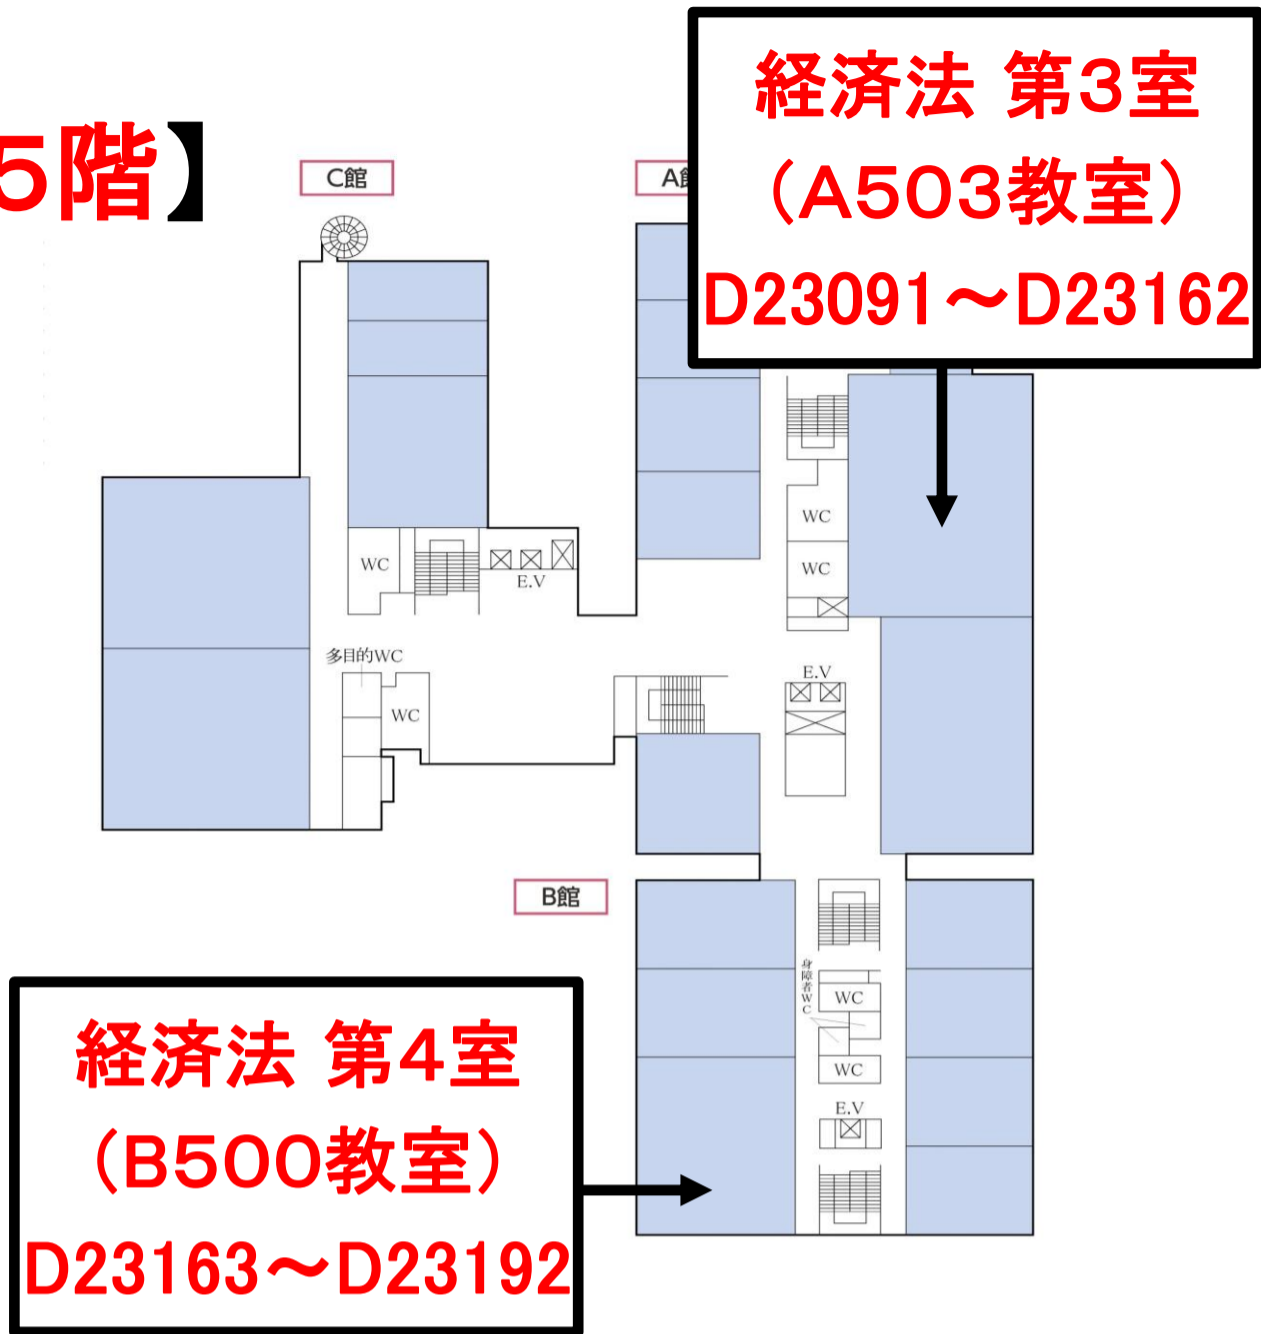 5階】
C館
A館
経済法 第3室
（A503教室）
D23091～D23162
WC
WC
WC
E.V
多目的WC
WC
E.V
B館
身障者WC
WC
WC
E.V
経済法 第4室
（B500教室）
D23163～D23192